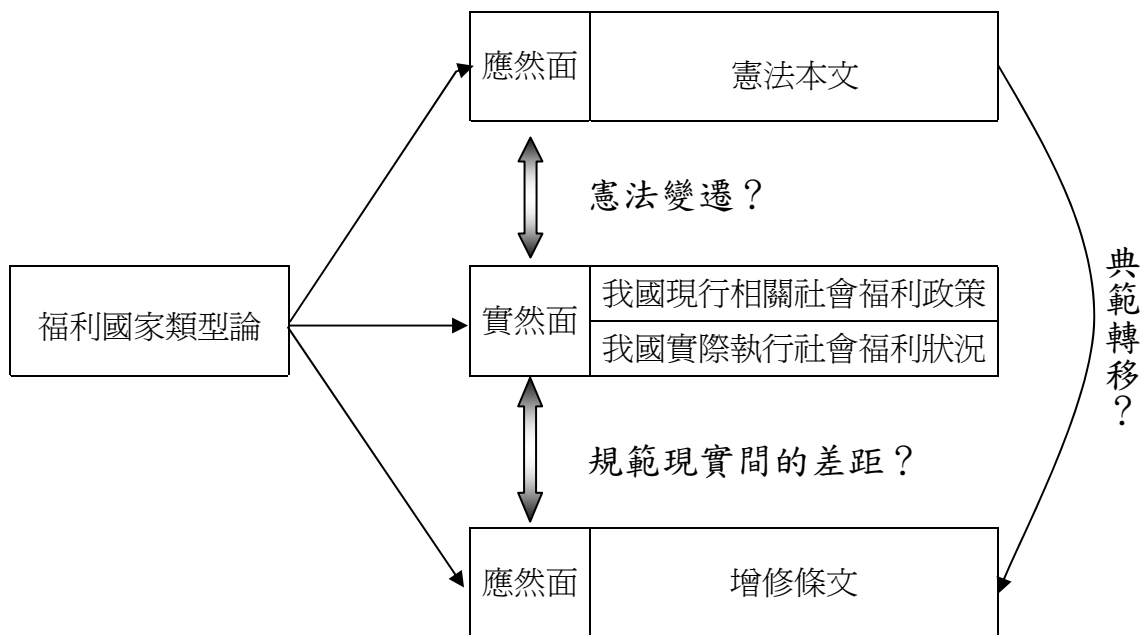 應然面 憲法本文
憲法變遷？
福利國家類型論
實然面
我國現行相關社會福利政策
我國實際執行社會福利狀況
典範轉移？
規範現實間的差距？
應然面 增修條文